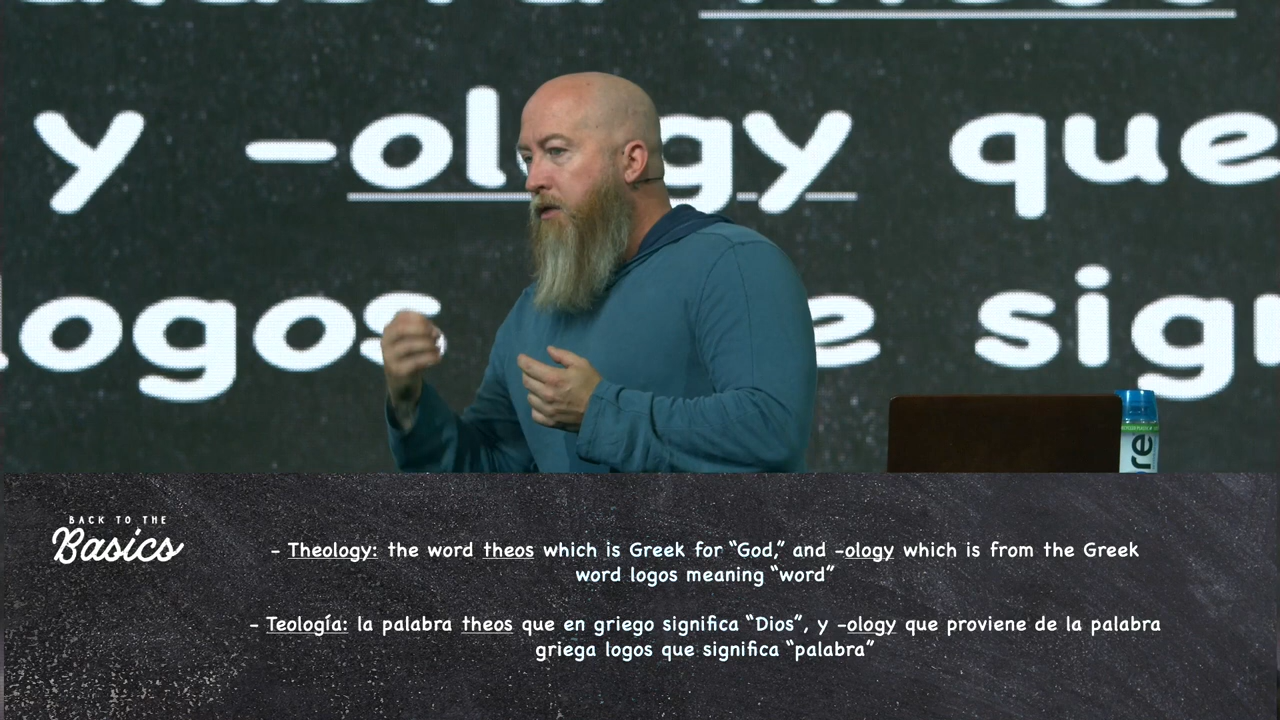 y -ology que
logos
BACK TO THE
Basics
- Theology: the word theos which is Greek for “God,” and -ology which is from the Greek
word logos meaning “word”
- Teología: la palabra theos que en griego significa “Dios”, y -ology que proviene de la palabra
griega logos que significa “palabra”